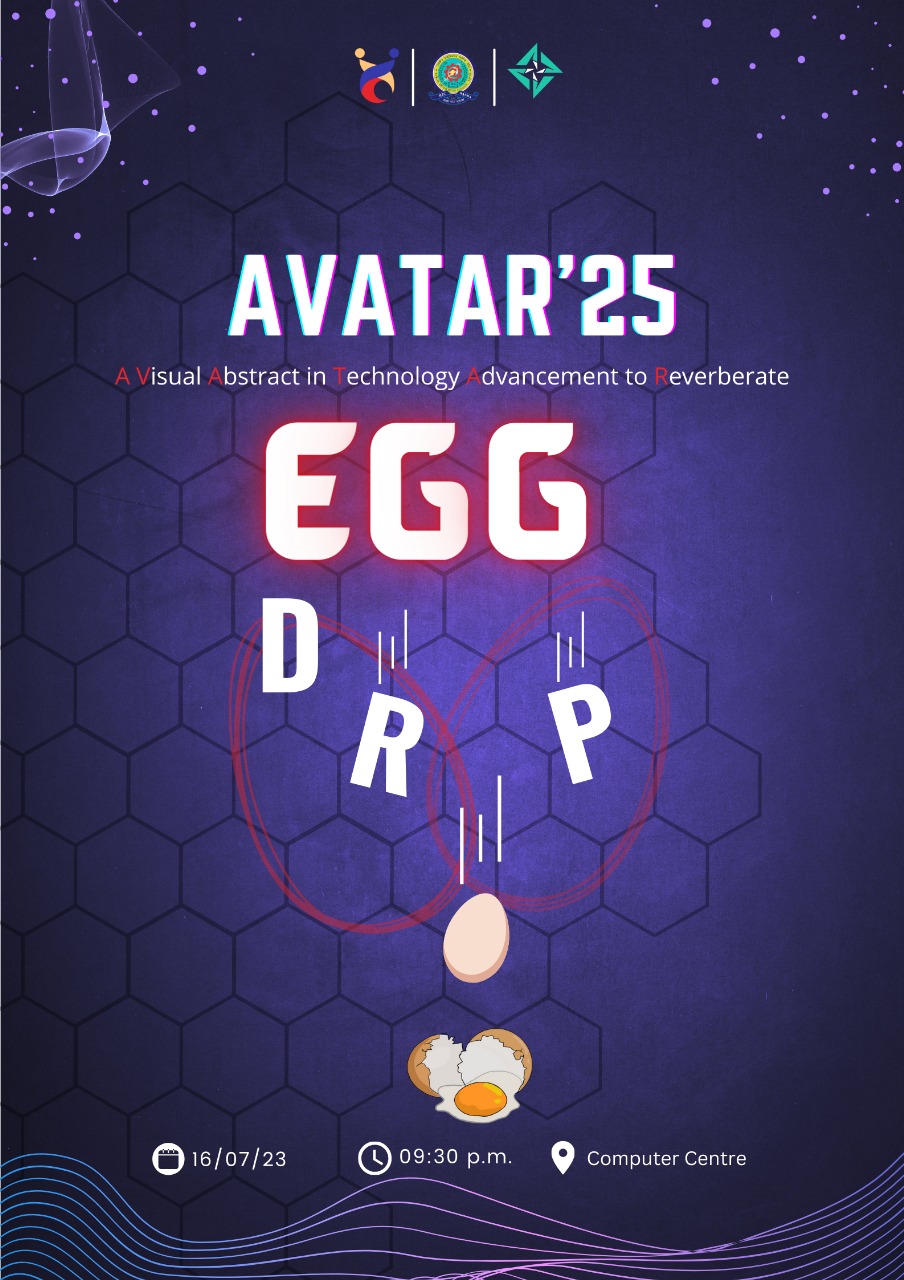 AVATAR'25
A Visual Abstract in Technology Advancement to Reverberate
EGG
D R P
16/07/23 09:30 p.m. Computer Centre